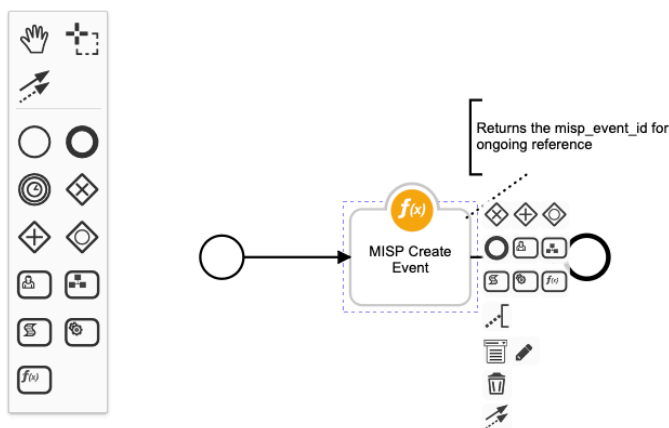 Returns the misp_event_id for
ongoing reference
f(x)
MISP Create
Event
f(x)
f(x)